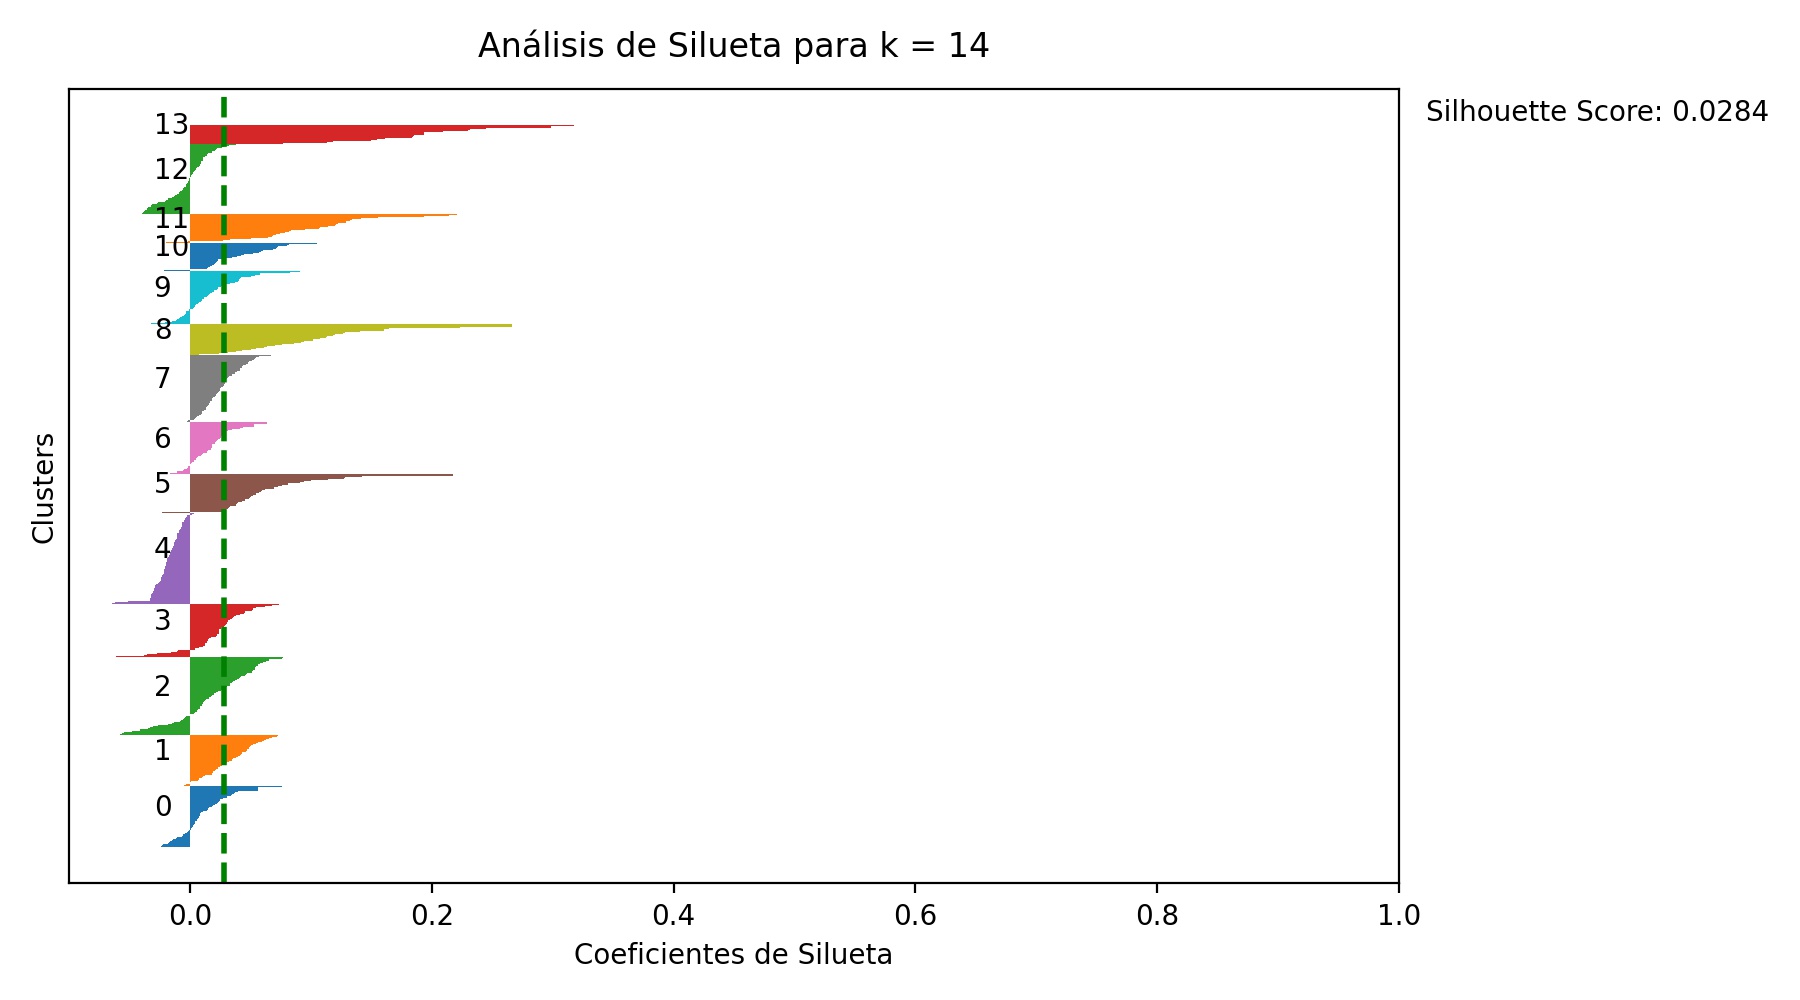 Análisis de Silueta para k = 14
Silhouette Score: 0.0284
13
12
11
10
9
8
7
6
5
4
3
2
1
0
Clusters
0.0 0.2 0.4 0.6 0.8 1.0
Coeficientes de Silueta